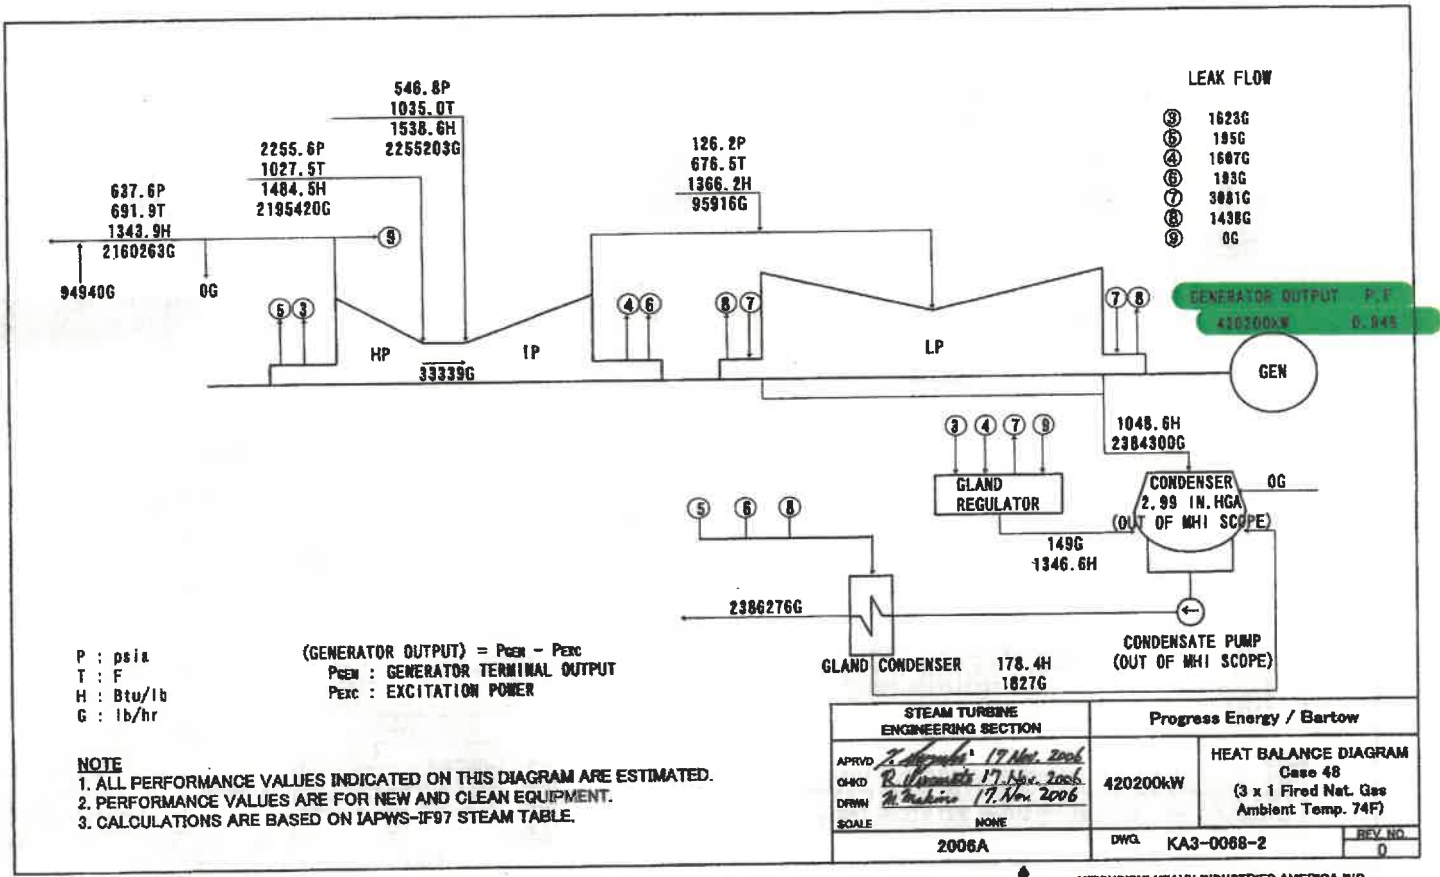 546.8P
1035.0T
1538.6H
2255203G
2255.6P
1027.5T
1484.5H
2195420G
637.6P
691.9T
1343.9H
2160263G
94940G
0G
9
126.2P
676.5T
1366.2H
95916G
LEAK FLOW
3 1623G
5 195G
4 1607G
6 193G
7 3081G
8 1438G
9 0G
GENERATOR OUTPUT P.F
420200kW 0.945
5 3
4 6
8 7
7 8
HP
IP
33339G
LP
GEN
3 4 7 9
GLAND
REGULATOR
1048.6H
2384300G
CONDENSER
2.99 IN.HGA
(OUT OF MHI SCOPE)
0G
149G
1346.6H
5 6 8
2386276G
GLAND CONDENSER
178.4H
1827G
CONDENSATE PUMP
(OUT OF MHI SCOPE)
P : psia
T : F
H : Btu/lb
G : lb/hr
(GENERATOR OUTPUT) = PGEN - PEXC
PGEN : GENERATOR TERMINAL OUTPUT
PEXC : EXCITATION POWER
NOTE
1. ALL PERFORMANCE VALUES INDICATED ON THIS DIAGRAM ARE ESTIMATED.
2. PERFORMANCE VALUES ARE FOR NEW AND CLEAN EQUIPMENT.
3. CALCULATIONS ARE BASED ON IAPWS-IF97 STEAM TABLE.
STEAM TURBINE
ENGINEERING SECTION
APRVD 17 Nov. 2006
CHKD R. 17. Nov. 2006
DRWN M. Makino 17. Nov. 2006
SCALE NONE
2006A
Progress Energy / Bartow
420200kW
HEAT BALANCE DIAGRAM
Case 48
(3 x 1 Fired Nat. Gas
Ambient Temp. 74F)
DWG. KA3-0068-2
REV. NO.
0